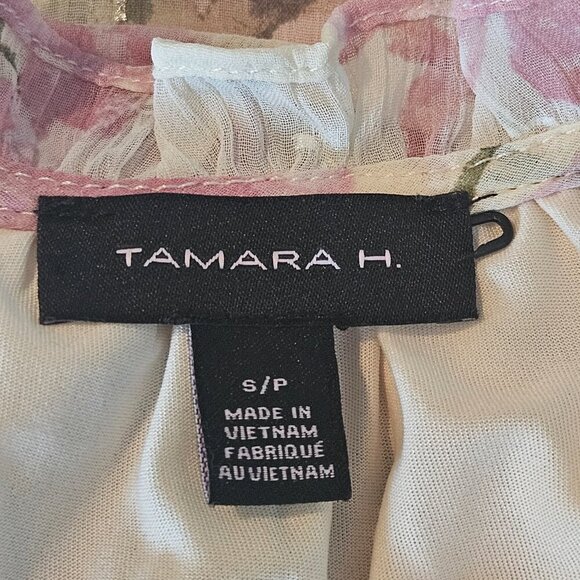 TAMARA H.
S/P
MADE IN
VIETNAM
FABRIQUÉ
AU VIETNAM